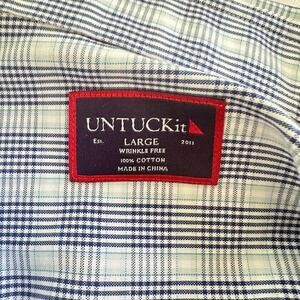 UNTUCKit
Est. LARGE 2011
WRINKLE FREE
100% COTTON
MADE IN CHINA